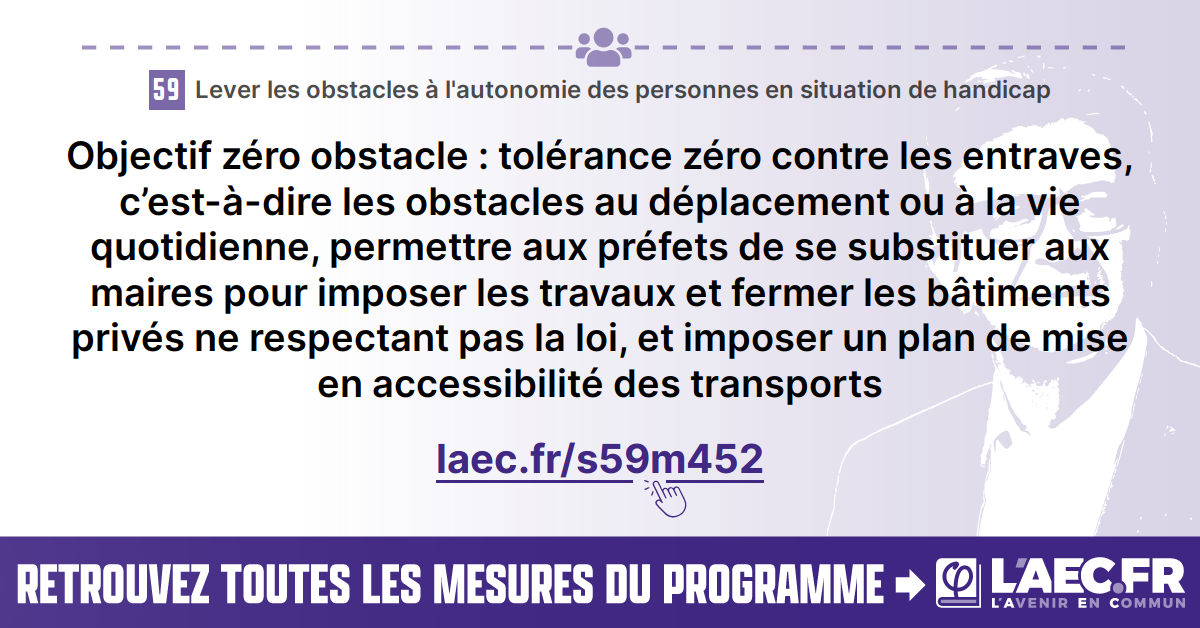 59 Lever les obstacles à l'autonomie des personnes en situation de handicap
Objectif zéro obstacle : tolérance zéro contre les entraves,
c’est-à-dire les obstacles au déplacement ou à la vie
quotidienne, permettre aux préfets de se substituer aux
maires pour imposer les travaux et fermer les bâtiments
privés ne respectant pas la loi, et imposer un plan de mise
en accessibilité des transports
laec.fr/s59m452
RETROUVEZ TOUTES LES MESURES DU PROGRAMME
L'AEC.FR
L'AVENIR EN COMMUN